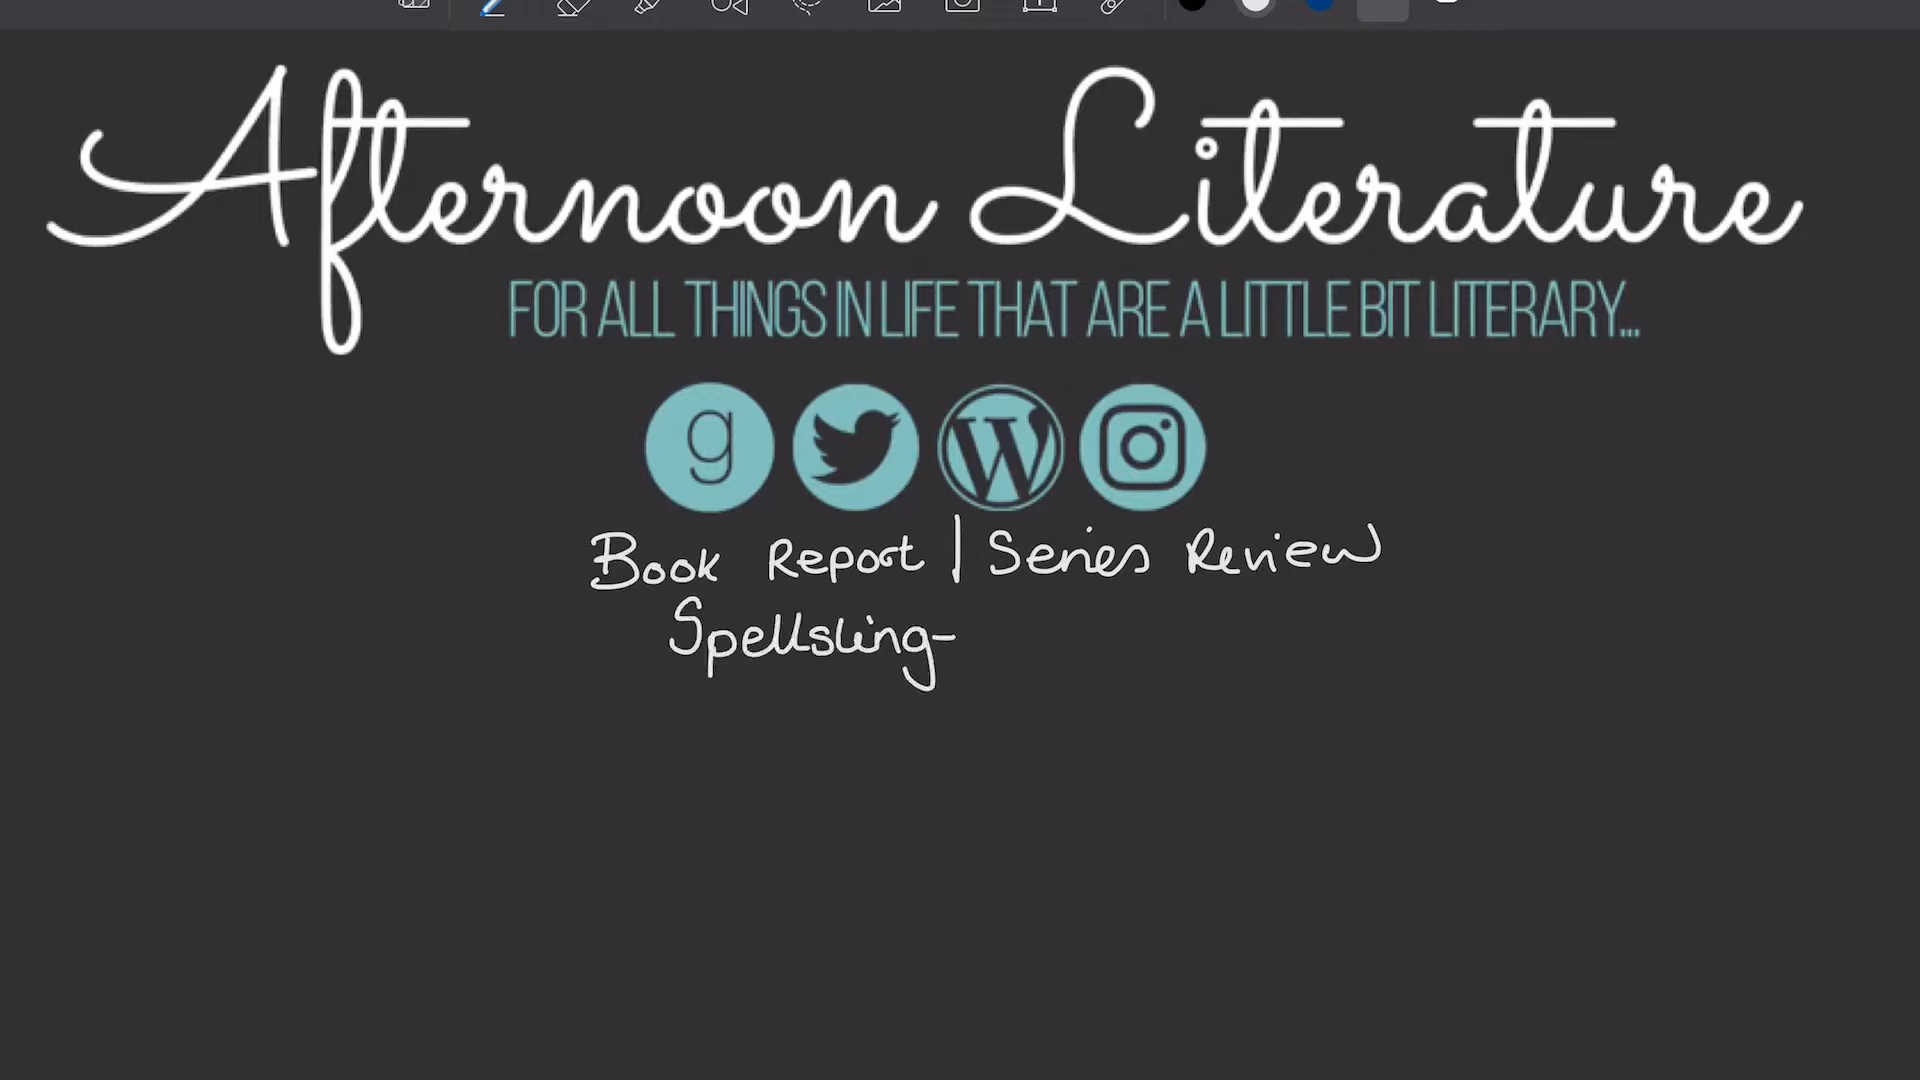 Afternoon Literature
FOR ALL THINGS IN LIFE THAT ARE A LITTLE BIT LITERARY...
g
Book Report | Series Review
Spellsling-